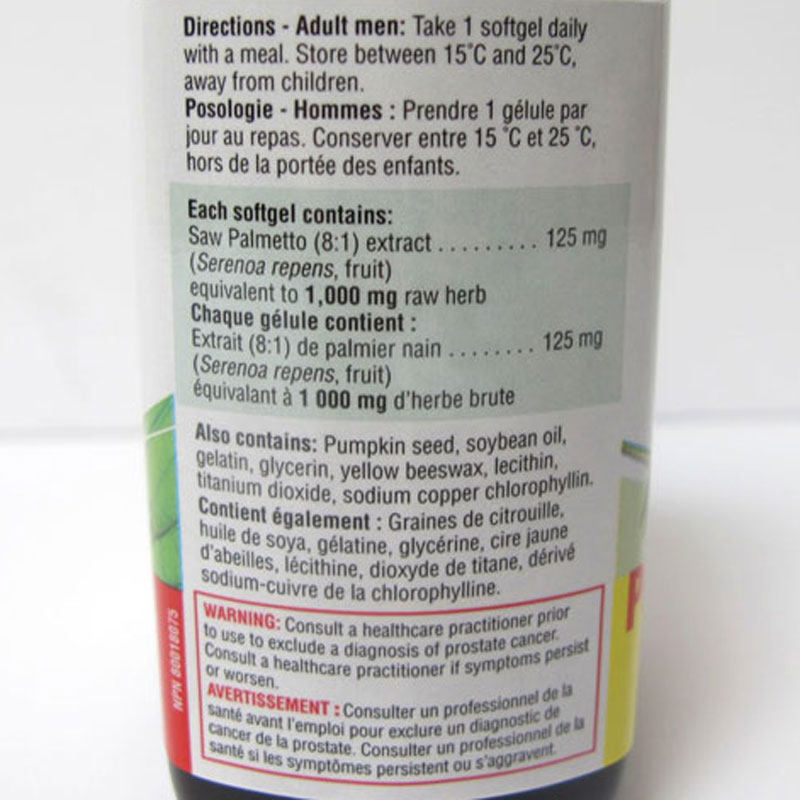 Directions - Adult men: Take 1 softgel daily
with a meal. Store between 15˚C and 25˚C,
away from children.
Posologie - Hommes : Prendre 1 gélule par
jour au repas. Conserver entre 15 ˚C et 25 ˚C,
hors de la portée des enfants.
Each softgel contains:
Saw Palmetto (8:1) extract ......... 125 mg
(Serenoa repens, fruit)
equivalent to 1,000 mg raw herb
Chaque gélule contient :
Extrait (8:1) de palmier nain ........ 125 mg
(Serenoa repens, fruit)
équivalant à 1 000 mg d'herbe brute
Also contains: Pumpkin seed, soybean oil,
gelatin, glycerin, yellow beeswax, lecithin,
titanium dioxide, sodium copper chlorophyllin.
Contient également : Graines de citrouille,
huile de soya, gélatine, glycérine, cire jaune
d'abeilles, lécithine, dioxyde de titane, dérivé
sodium-cuivre de la chlorophylline.
WARNING: Consult a healthcare practitioner prior
to use to exclude a diagnosis of prostate cancer.
Consult a healthcare practitioner if symptoms persist
or worsen.
AVERTISSEMENT : Consulter un professionnel de la
santé avant l'emploi pour exclure un diagnostic de
cancer de la prostate. Consulter un professionnel de la
santé si les symptômes persistent ou s'aggravent.
NPN 80018075
P